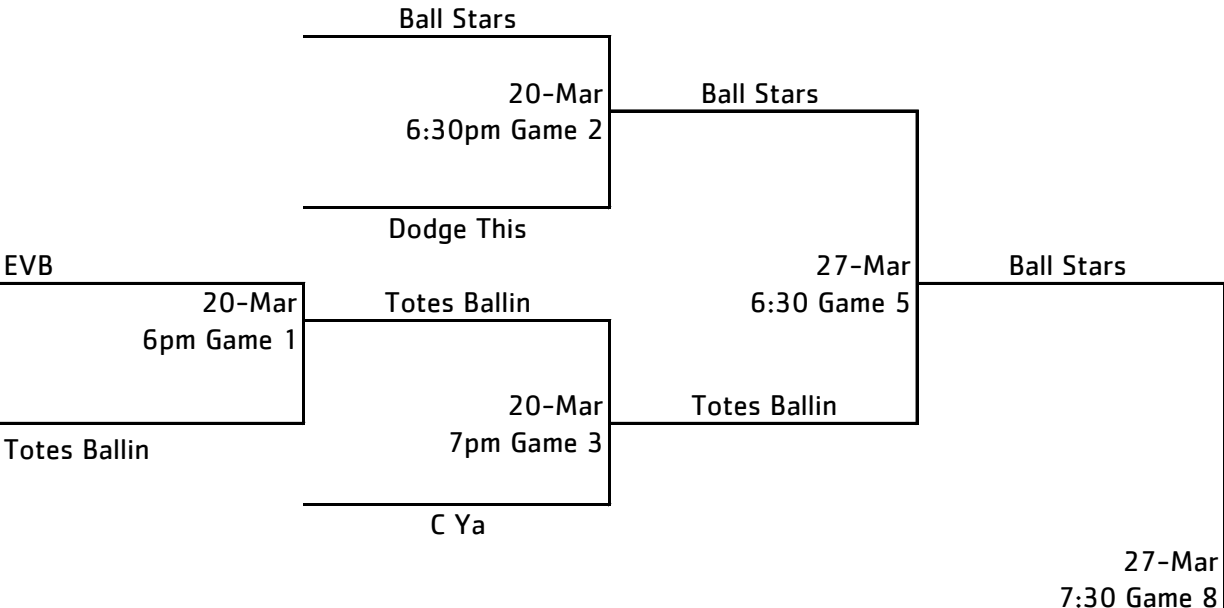 Ball Stars
20-Mar
6:30pm Game 2
Ball Stars
Dodge This
EVB
20-Mar
6pm Game 1
Totes Ballin
27-Mar
6:30 Game 5
Ball Stars
20-Mar
7pm Game 3
Totes Ballin
Totes Ballin
C Ya
27-Mar
7:30 Game 8